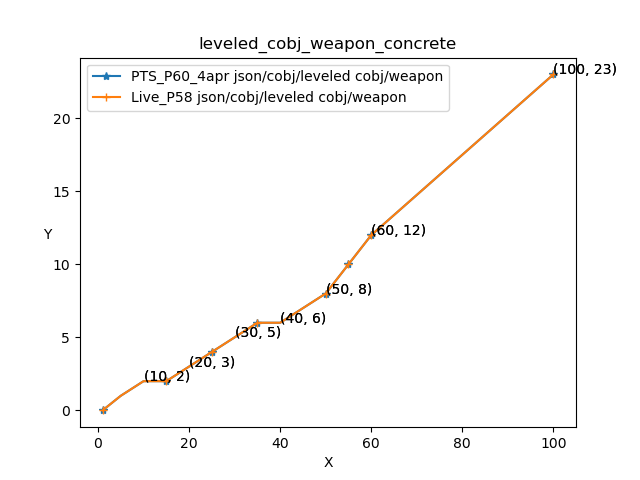 leveled_cobj_weapon_concrete
PTS_P60_4apr json/cobj/leveled cobj/weapon
Live_P58 json/cobj/leveled cobj/weapon
(100, 23)
(60, 12)
(50, 8)
(40, 6)
(30, 5)
(20, 3)
(10, 2)
Y
20
15
10
5
0
0 20 40 60 80 100
X